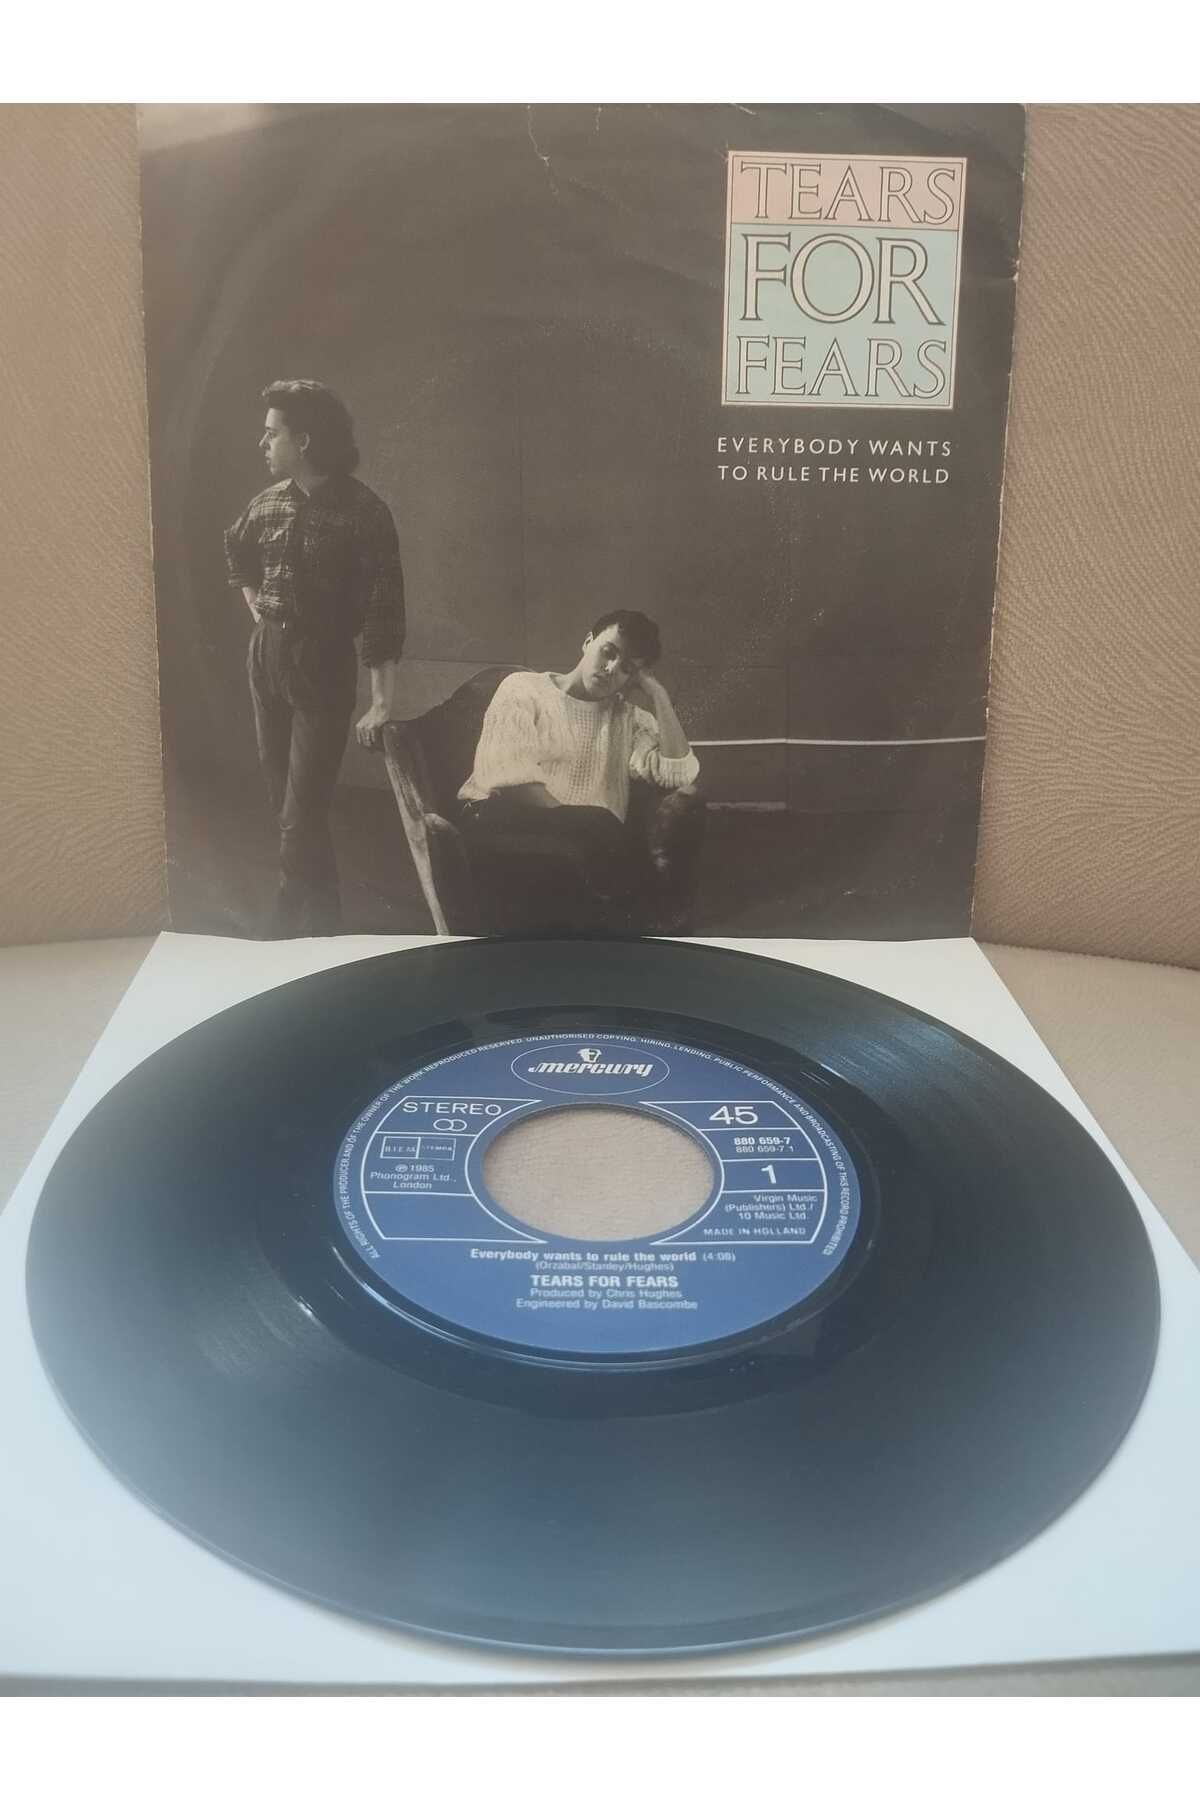 TEARS
FOR
FEARS
EVERYBODY WANTS
TO RULE THE WORLD
ALL RIGHTS OF THE PRODUCER AND OF THE OWNER OF THE WORK REPRODUCED RESERVED. UNAUTHORISED COPYING, HIRING, LENDING, PUBLIC PERFORMANCE AND BROADCASTING OF THIS RECORD PROHIBITED
mercury
STEREO
B.I.E.M.
STEMRA
℗ 1985
Phonogram Ltd.,
London
45
880 659-7
880 659-7.1
1
Virgin Music
(Publishers) Ltd./
10 Music Ltd.
MADE IN HOLLAND
Everybody wants to rule the world (4:08)
(Orzabal/Stanley/Hughes)
TEARS FOR FEARS
Produced by Chris Hughes
Engineered by David Bascombe